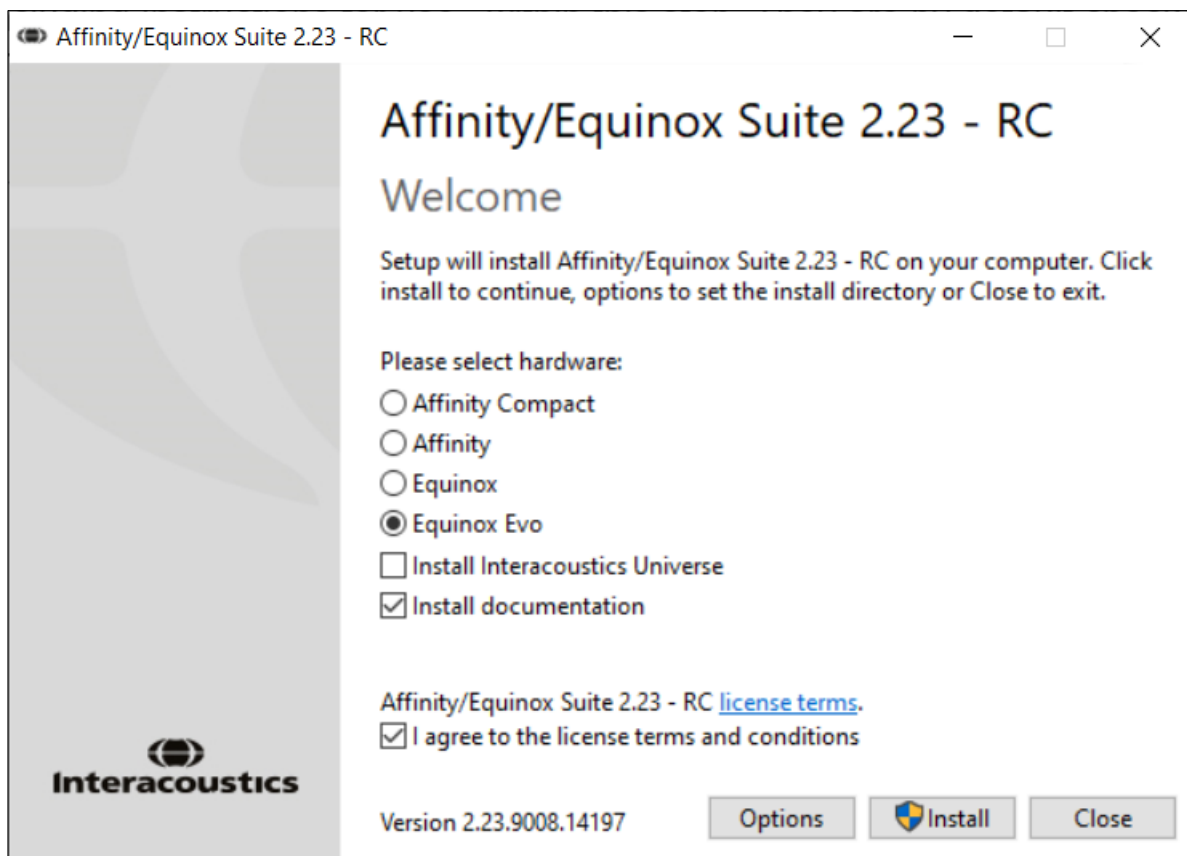 Affinity/Equinox Suite 2.23 - RC
Affinity/Equinox Suite 2.23 - RC
Welcome
Setup will install Affinity/Equinox Suite 2.23 - RC on your computer. Click
install to continue, options to set the install directory or Close to exit.
Please select hardware:
Affinity Compact
Affinity
Equinox
Equinox Evo
Install Interacoustics Universe
Install documentation
Affinity/Equinox Suite 2.23 - RC license terms.
I agree to the license terms and conditions
Interacoustics
Version 2.23.9008.14197
Options
Install
Close